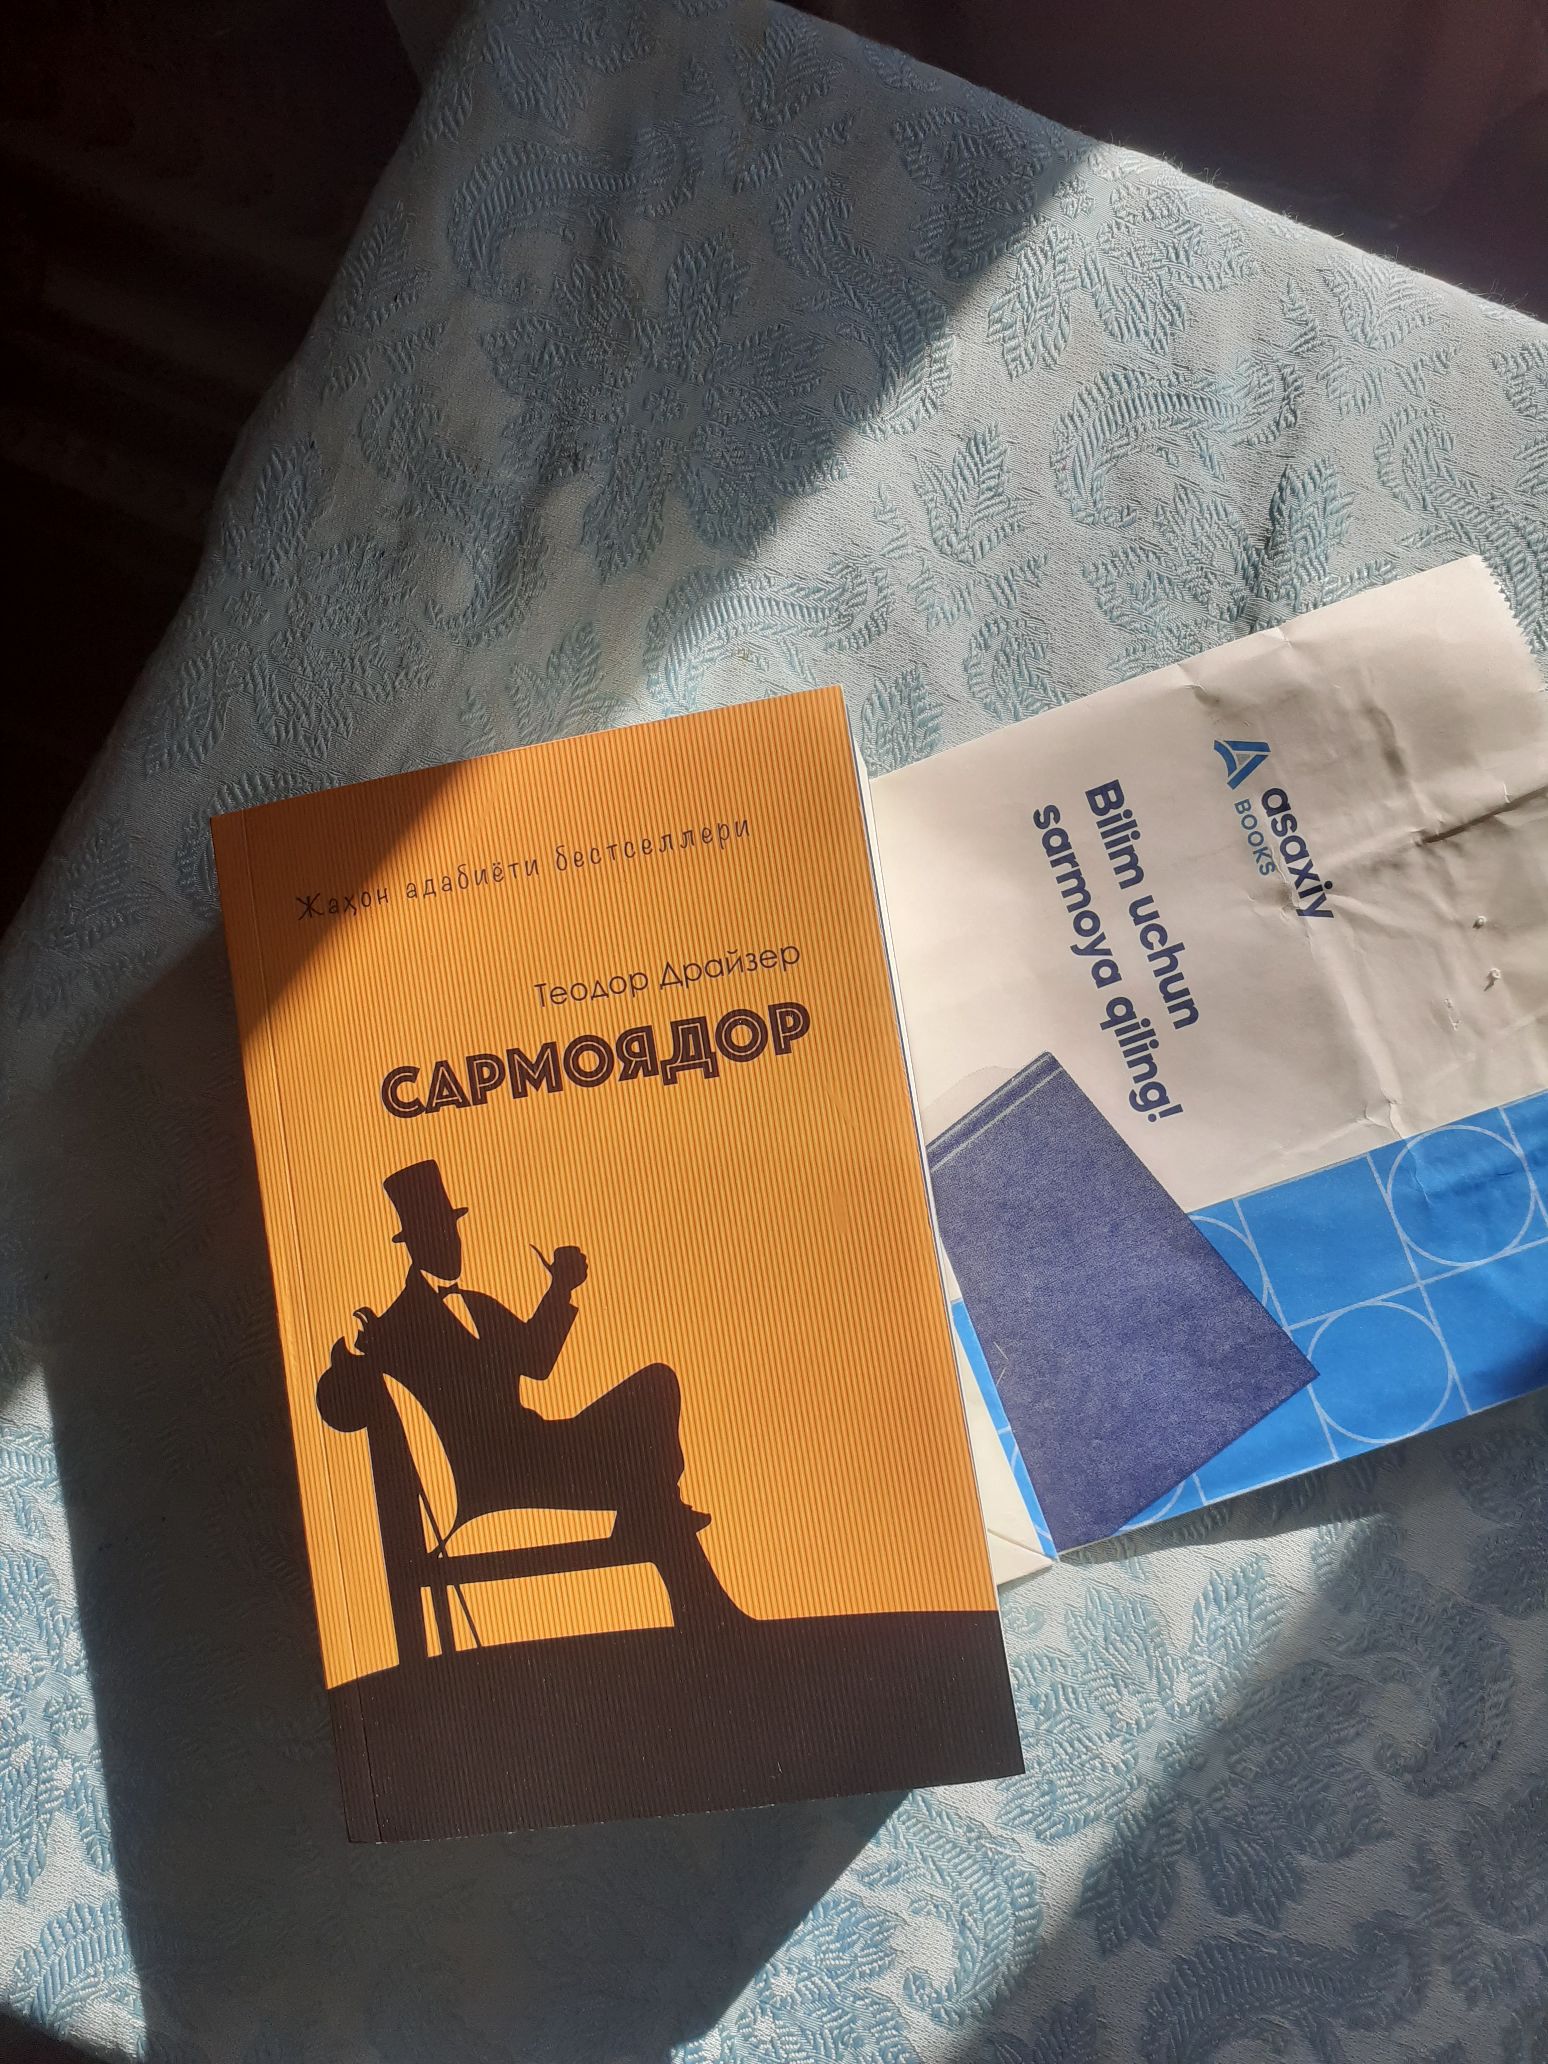 Жаҳон адабиёти бестселлери
Теодор Драйзер
САРМОЯДОР
asaxiy
BOOKS
Bilim uchun
sarmoya qiling!